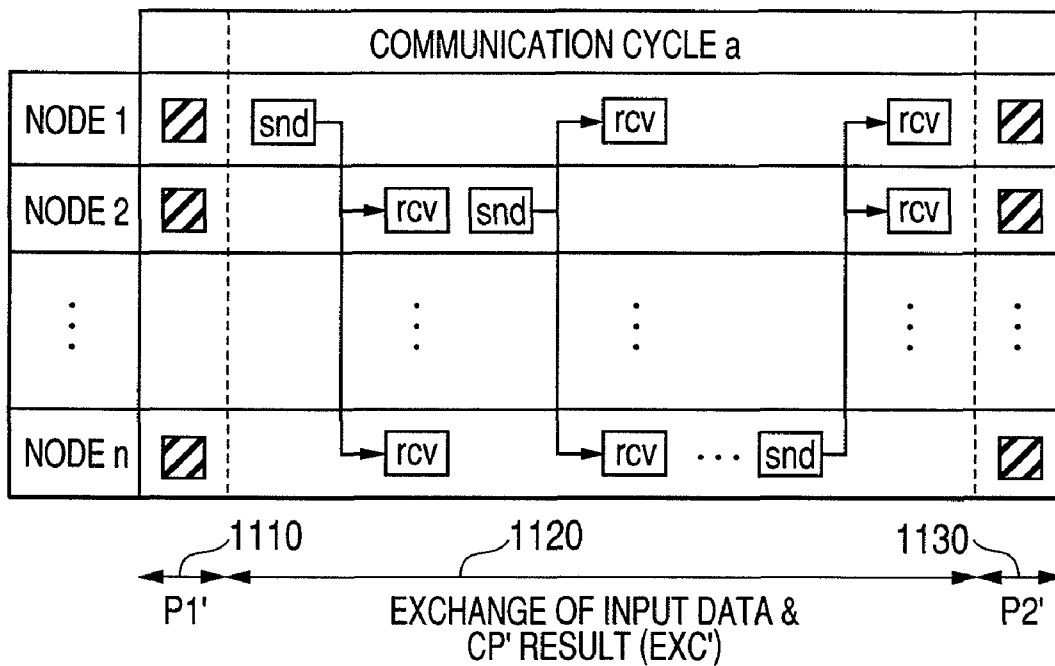 COMMUNICATION CYCLE a
NODE 1 snd rcv rcv
NODE 2 rcv snd rcv
NODE n rcv rcv ... snd
1110 1120 1130
P1' EXCHANGE OF INPUT DATA & P2'
CP' RESULT (EXC')